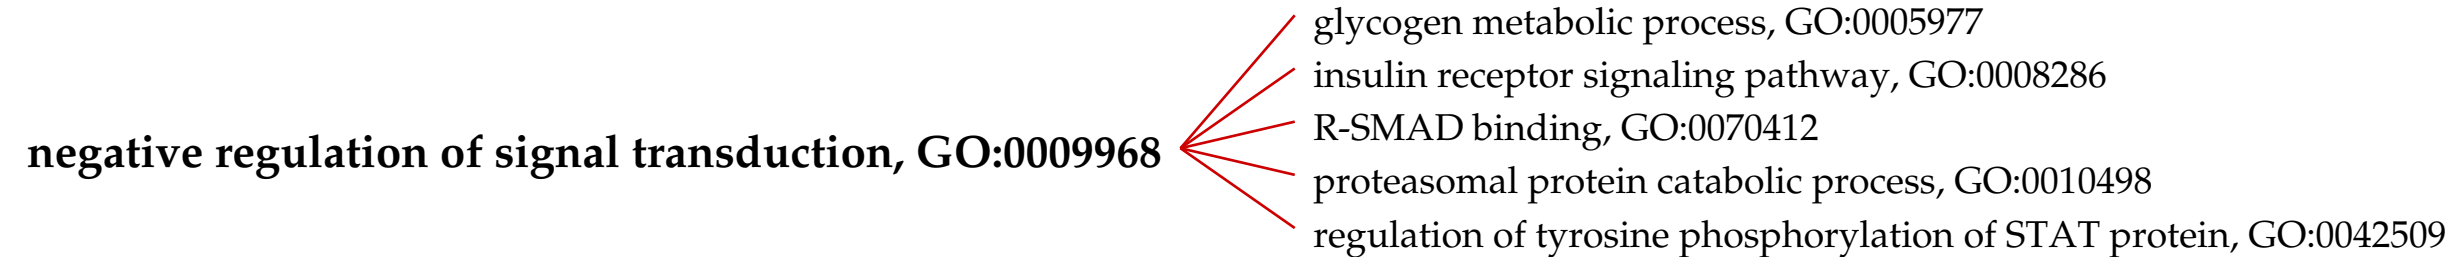 glycogen metabolic process, GO:0005977
insulin receptor signaling pathway, GO:0008286
R-SMAD binding, GO:0070412
negative regulation of signal transduction, GO:0009968
proteasomal protein catabolic process, GO:0010498
regulation of tyrosine phosphorylation of STAT protein, GO:0042509